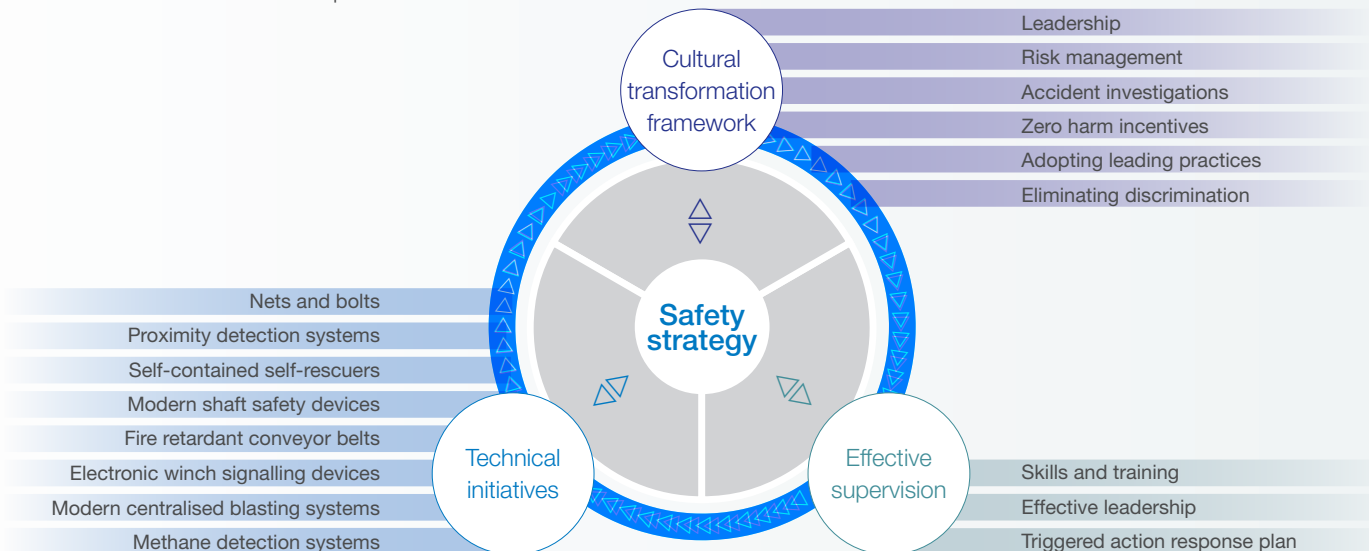 Cultural
transformation
framework
Leadership
Risk management
Accident investigations
Zero harm incentives
Adopting leading practices
Eliminating discrimination
Safety
strategy
Nets and bolts
Proximity detection systems
Self-contained self-rescuers
Modern shaft safety devices
Fire retardant conveyor belts
Electronic winch signalling devices
Modern centralised blasting systems
Methane detection systems
Technical
initiatives
Effective
supervision
Skills and training
Effective leadership
Triggered action response plan